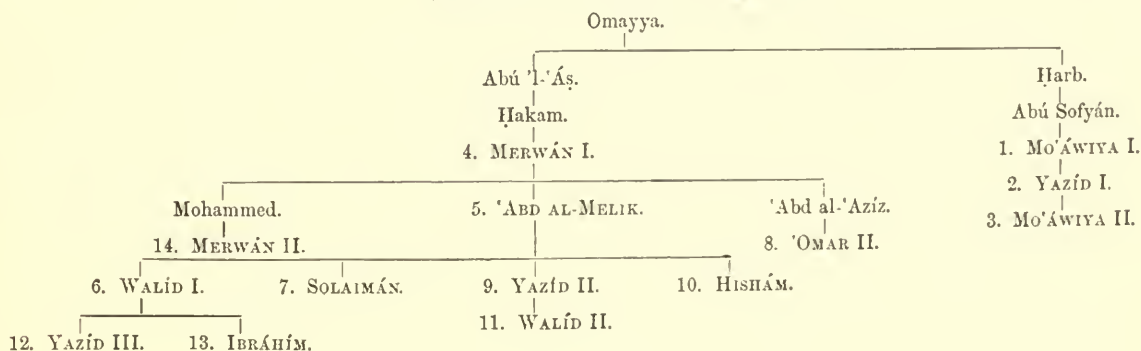 Omayya.
Abú 'l-'Áṣ. Ḥarb.
Ḥakam. Abú Sofyán.
4. MERWÁN I. 1. MO'ÁWIYA I.
2. YAZÍD I.
Mohammed. 5. 'ABD AL-MELIK. 'Abd al-'Azíz. 3. MO'ÁWIYA II.
14. MERWÁN II. 8. 'OMAR II.
6. WALÍD I. 7. SOLAIMÁN. 9. YAZÍD II. 10. HISHÁM.
11. WALÍD II.
12. YAZÍD III. 13. IBRÁHÍM.